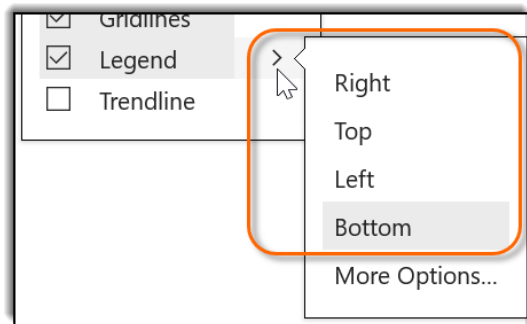 Gridlines
Legend
Trendline
Right
Top
Left
Bottom
More Options...